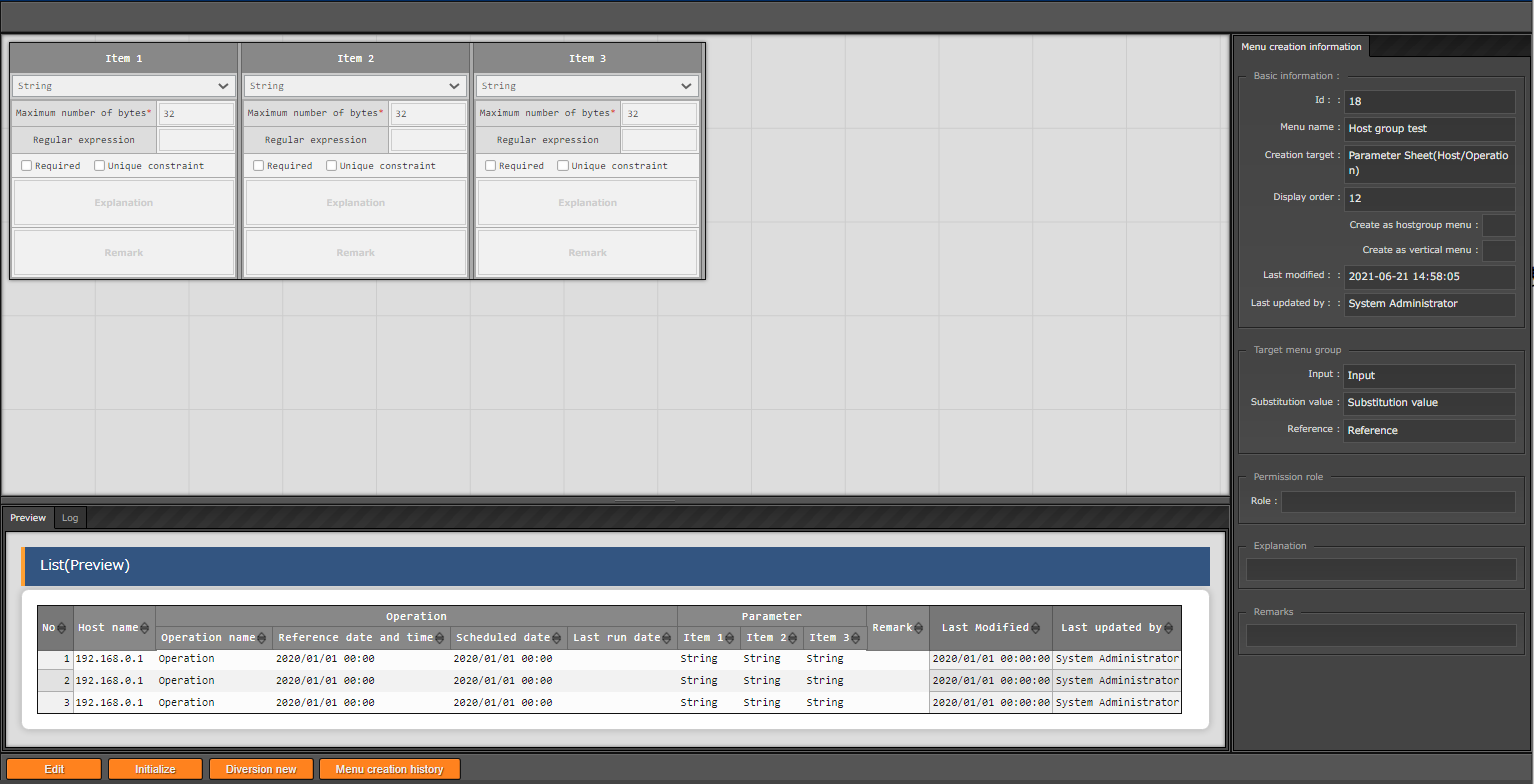 Item 1 Item 2 Item 3
String String String
Maximum number of bytes* 32 Maximum number of bytes* 32 Maximum number of bytes* 32
Regular expression Regular expression Regular expression
Required Unique constraint Required Unique constraint Required Unique constraint
Explanation Explanation Explanation
Remark Remark Remark
Menu creation information
Basic information :
Id : : 18
Menu name : Host group test
Creation target : Parameter Sheet(Host/Operatio
n)
Display order : 12
Create as hostgroup menu :
Create as vertical menu :
Last modified : : 2021-06-21 14:58:05
Last updated by : : System Administrator
Target menu group
Input : Input
Substitution value : Substitution value
Reference : Reference
Permission role
Role :
Explanation
Remarks
Preview Log
List(Preview)
Operation Parameter
No Host name Remark Last Modified Last updated by
Operation name Reference date and time Scheduled date Last run date Item 1 Item 2 Item 3
1 192.168.0.1 Operation 2020/01/01 00:00 2020/01/01 00:00 String String String 2020/01/01 00:00:00 System Administrator
2 192.168.0.1 Operation 2020/01/01 00:00 2020/01/01 00:00 String String String 2020/01/01 00:00:00 System Administrator
3 192.168.0.1 Operation 2020/01/01 00:00 2020/01/01 00:00 String String String 2020/01/01 00:00:00 System Administrator
Edit Initialize Diversion new Menu creation history